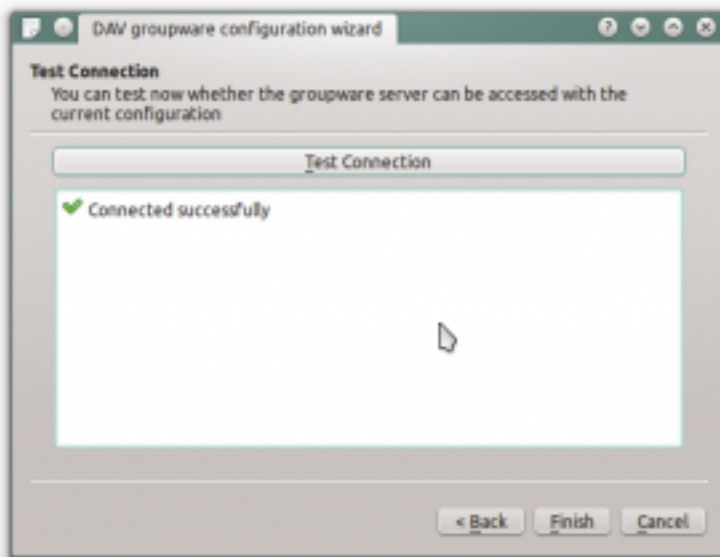 DAV groupware configuration wizard
Test Connection
You can test now whether the groupware server can be accessed with the
current configuration
Test Connection
Connected successfully
< Back Finish Cancel